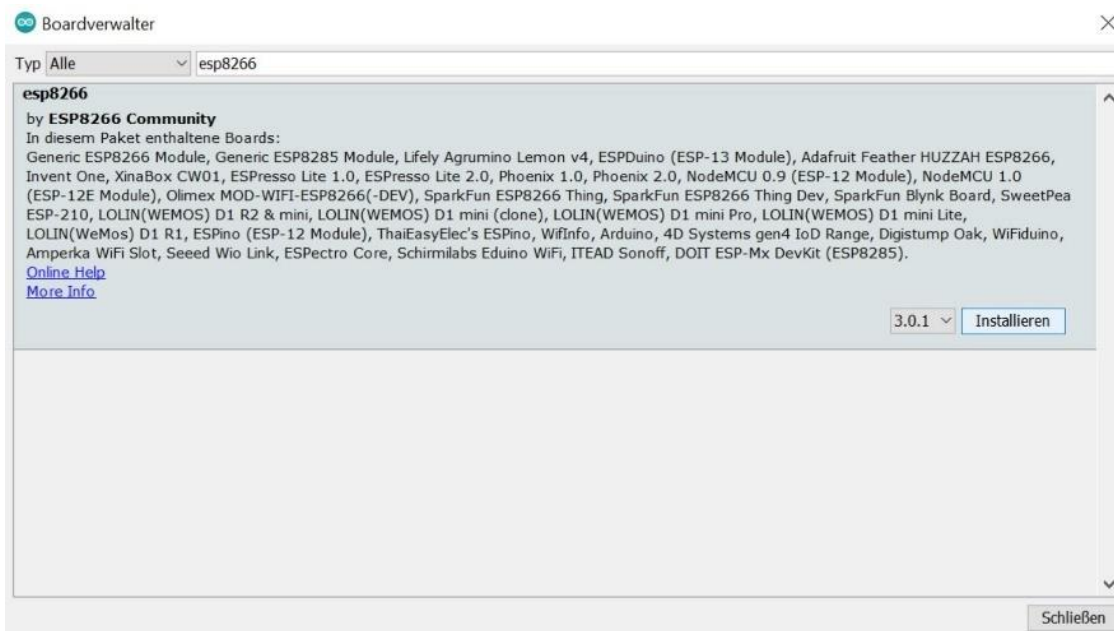 Boardverwalter
Typ Alle esp8266
esp8266
by ESP8266 Community
In diesem Paket enthaltene Boards:
Generic ESP8266 Module, Generic ESP8285 Module, Lifely Agrumino Lemon v4, ESPDuino (ESP-13 Module), Adafruit Feather HUZZAH ESP8266,
Invent One, XinaBox CW01, ESPresso Lite 1.0, ESPresso Lite 2.0, Phoenix 1.0, Phoenix 2.0, NodeMCU 0.9 (ESP-12 Module), NodeMCU 1.0
(ESP-12E Module), Olimex MOD-WIFI-ESP8266(-DEV), SparkFun ESP8266 Thing, SparkFun ESP8266 Thing Dev, SparkFun Blynk Board, SweetPea
ESP-210, LOLIN(WEMOS) D1 R2 & mini, LOLIN(WEMOS) D1 mini (clone), LOLIN(WEMOS) D1 mini Pro, LOLIN(WEMOS) D1 mini Lite,
LOLIN(WeMos) D1 R1, ESPino (ESP-12 Module), ThaiEasyElec's ESPino, WifInfo, Arduino, 4D Systems gen4 IoD Range, Digistump Oak, WiFiduino,
Amperka WiFi Slot, Seeed Wio Link, ESPectro Core, Schirmilabs Eduino WiFi, ITEAD Sonoff, DOIT ESP-Mx DevKit (ESP8285).
Online Help
More Info
3.0.1 Installieren
Schließen